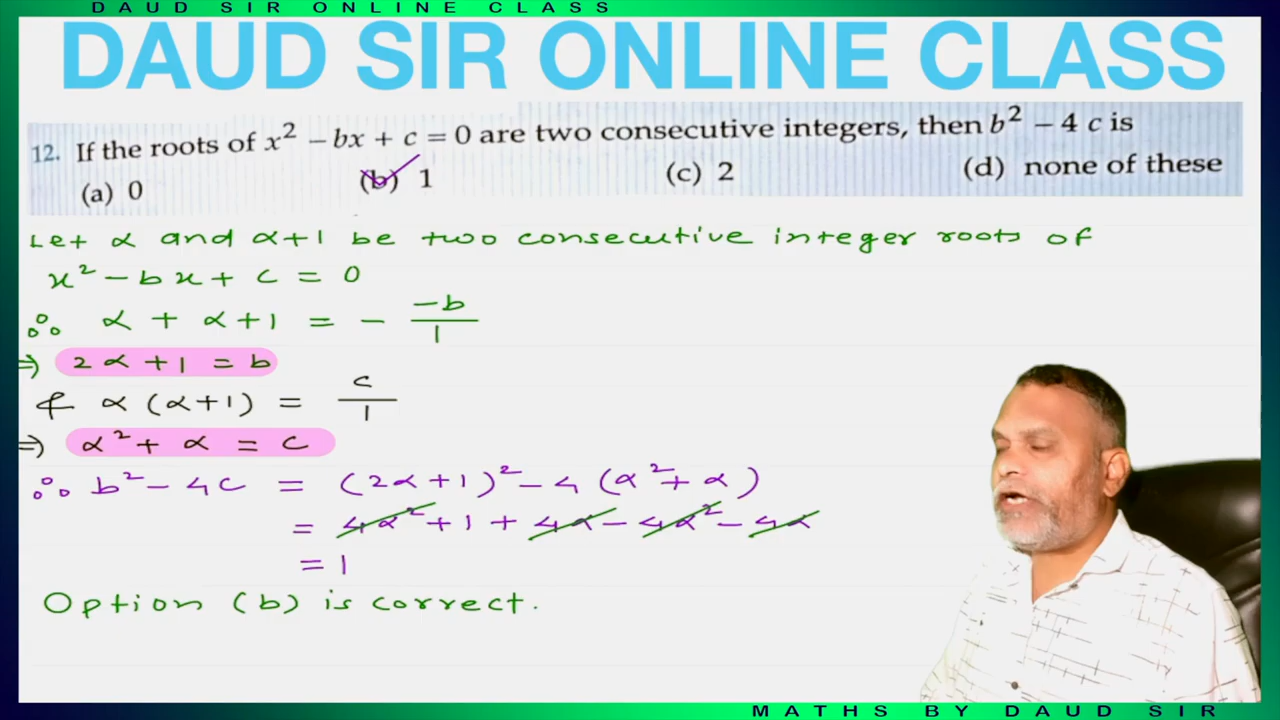 DAUD SIR ONLINE CLASS
DAUD SIR ONLINE CLASS
12. If the roots of x² − bx + c = 0 are two consecutive integers, then b² − 4 c is
(a) 0 (b) 1 (c) 2 (d) none of these
Let α and α+1 be two consecutive integer roots of
x² − bx + c = 0
∴ α + α+1 = − −b/1
⇒ 2α+1 = b
& α(α+1) = c/1
⇒ α² + α = c
∴ b² − 4c = (2α+1)² − 4(α²+α)
= 4α² + 1 + 4α − 4α² − 4α
= 1
Option (b) is correct.
MATHS BY DAUD SIR